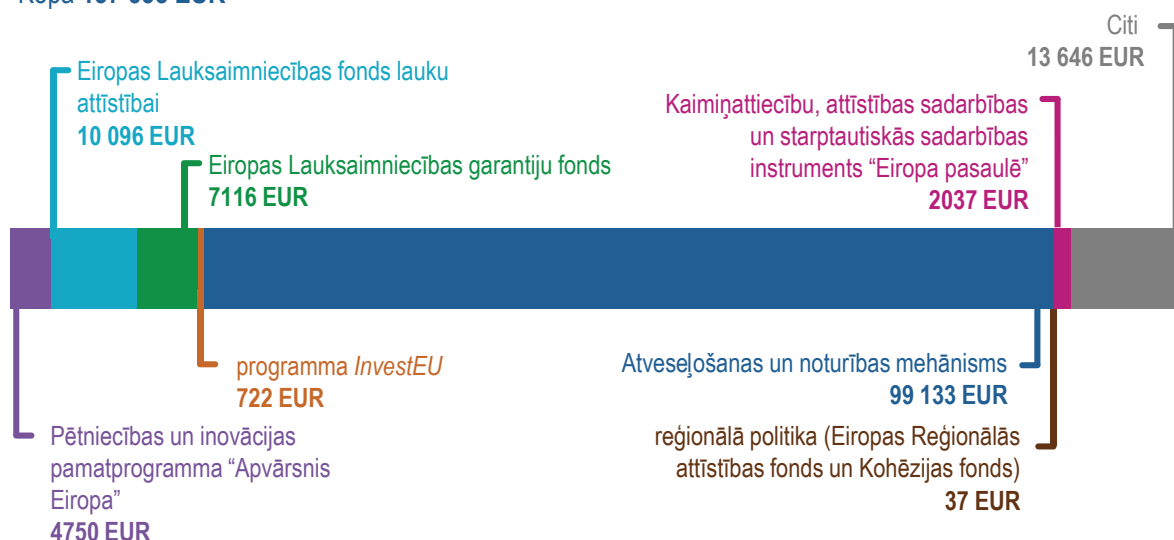 EUR
Citi
13 646 EUR
Eiropas Lauksaimniecības fonds lauku
attīstībai
10 096 EUR
Kaimiņattiecību, attīstības sadarbības
un starptautiskās sadarbības
instruments “Eiropa pasaulē”
2037 EUR
Eiropas Lauksaimniecības garantiju fonds
7116 EUR
programma InvestEU
722 EUR
Atveseļošanas un noturības mehānisms
99 133 EUR
Pētniecības un inovācijas
pamatprogramma “Apvārsnis
Eiropa”
4750 EUR
reģionālā politika (Eiropas Reģionālās
attīstības fonds un Kohēzijas fonds)
37 EUR